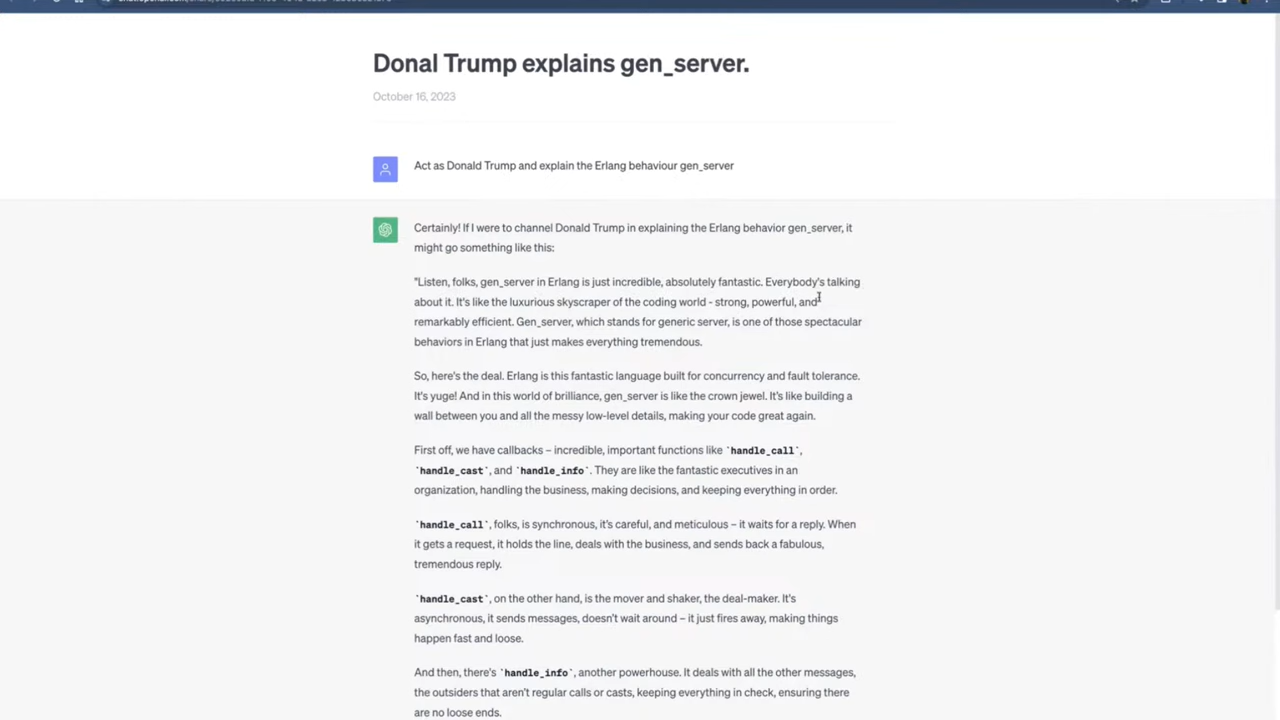 Donal Trump explains gen_server.
October 16, 2023
Act as Donald Trump and explain the Erlang behaviour gen_server
Certainly! If I were to channel Donald Trump in explaining the Erlang behavior gen_server, it
might go something like this:
"Listen, folks, gen_server in Erlang is just incredible, absolutely fantastic. Everybody's talking
about it. It's like the luxurious skyscraper of the coding world - strong, powerful, and
remarkably efficient. Gen_server, which stands for generic server, is one of those spectacular
behaviors in Erlang that just makes everything tremendous.
So, here's the deal. Erlang is this fantastic language built for concurrency and fault tolerance.
It's yuge! And in this world of brilliance, gen_server is like the crown jewel. It's like building a
wall between you and all the messy low-level details, making your code great again.
First off, we have callbacks – incredible, important functions like `handle_call`,
`handle_cast`, and `handle_info`. They are like the fantastic executives in an
organization, handling the business, making decisions, and keeping everything in order.
`handle_call`, folks, is synchronous, it's careful, and meticulous – it waits for a reply. When
it gets a request, it holds the line, deals with the business, and sends back a fabulous,
tremendous reply.
`handle_cast`, on the other hand, is the mover and shaker, the deal-maker. It's
asynchronous, it sends messages, doesn't wait around – it just fires away, making things
happen fast and loose.
And then, there's `handle_info`, another powerhouse. It deals with all the other messages,
the outsiders that aren't regular calls or casts, keeping everything in check, ensuring there
are no loose ends.